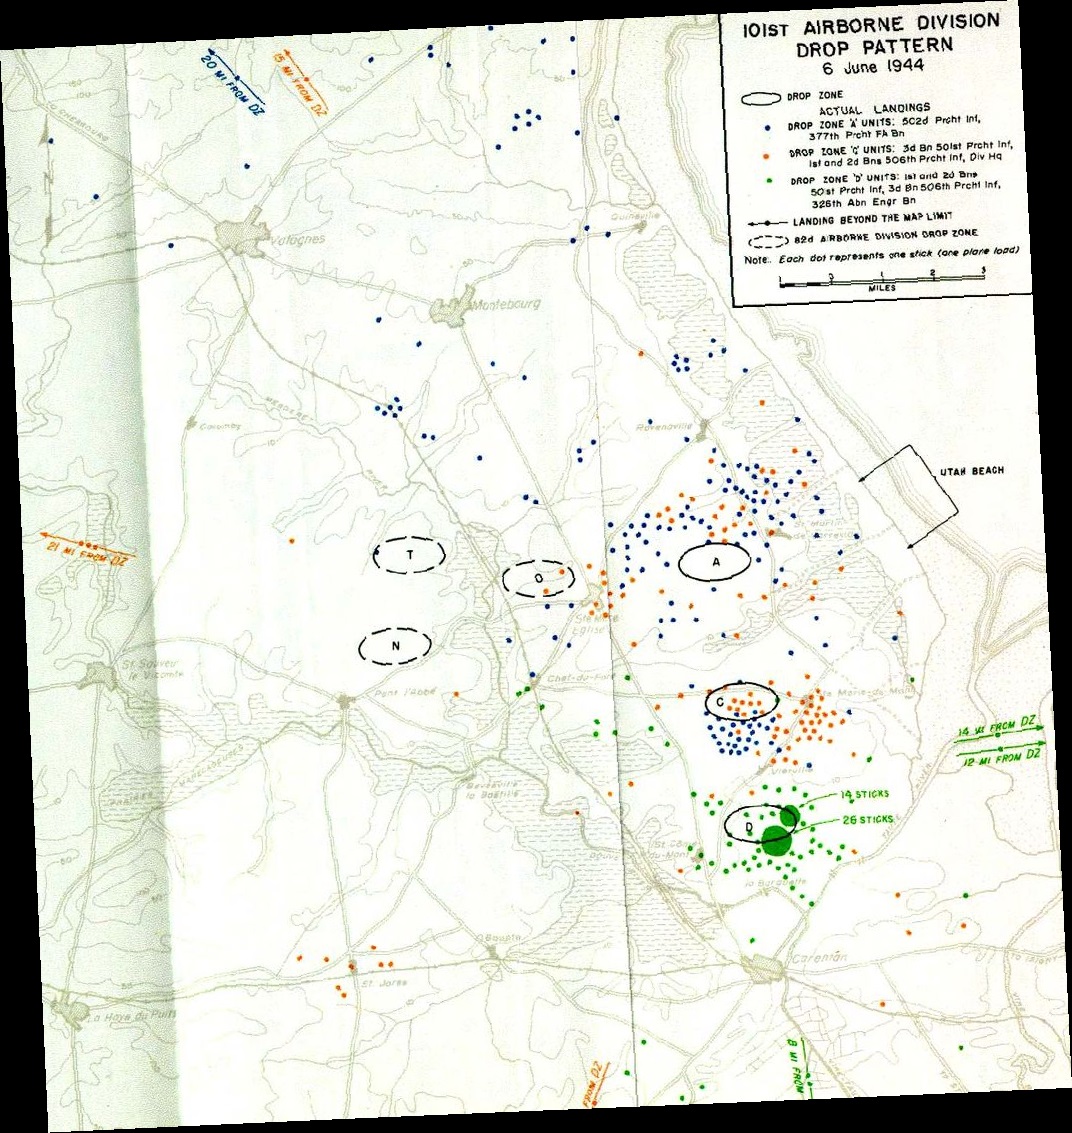 101ST AIRBORNE DIVISION
DROP PATTERN
6 June 1944
DROP ZONE
ACTUAL LANDINGS
DROP ZONE 'A' UNITS: 502d Prcht Inf,
377th Prcht FA Bn
DROP ZONE 'C' UNITS: 3d Bn 501st Prcht Inf,
1st and 2d Bns 506th Prcht Inf, Div Hq
DROP ZONE 'D' UNITS: 1st and 2d Bns
501st Prcht Inf, 3d Bn 506th Prcht Inf,
326th Abn Engr Bn
LANDING BEYOND THE MAP LIMIT
82d AIRBORNE DIVISION DROP ZONE
Note: Each dot represents one stick (one plane load)
0 1 2 3
MILES
20 MI FROM DZ
15 MI FROM DZ
CHERBOURG
N
Quineville
Valognes
Montebourg
MERDERET
Colomby
Ravenoville
UTAH BEACH
St Martin
de Varreville
21 MI FROM DZ
T
O
A
Ste Mere
Eglise
N
St Sauveur
le Vicomte
Pont l'Abbé
Chef-du-Pont
C
Ste Marie-du-Mont
14 MI FROM DZ
12 MI FROM DZ
Vierville
Beuzeville
la Bastille
14 STICKS
D
26 STICKS
St Côme
du-Mont
DOUVE
la Barquette
RIVER
Baupte
Carentan
TO ISIGNY
St. Jores
La Haye du Puits
8 MI FROM
FROM DZ